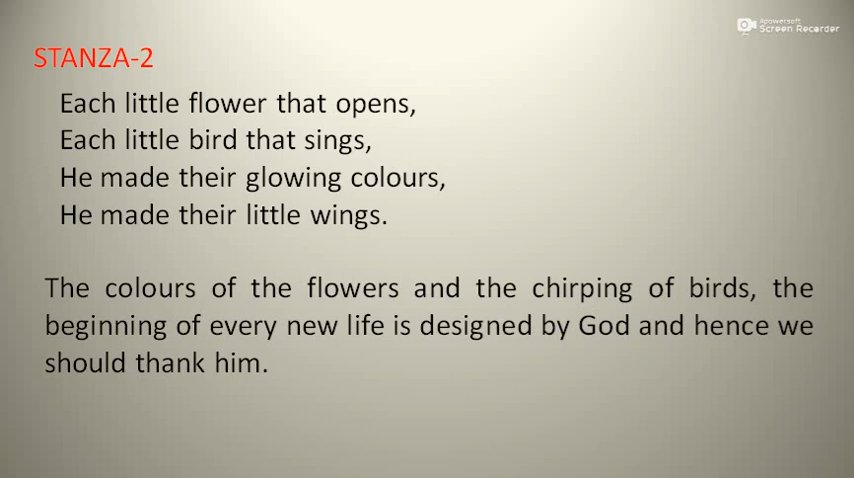 Apowersoft
Screen Recorder
STANZA-2
Each little flower that opens,
Each little bird that sings,
He made their glowing colours,
He made their little wings.
The colours of the flowers and the chirping of birds, the
beginning of every new life is designed by God and hence we
should thank him.